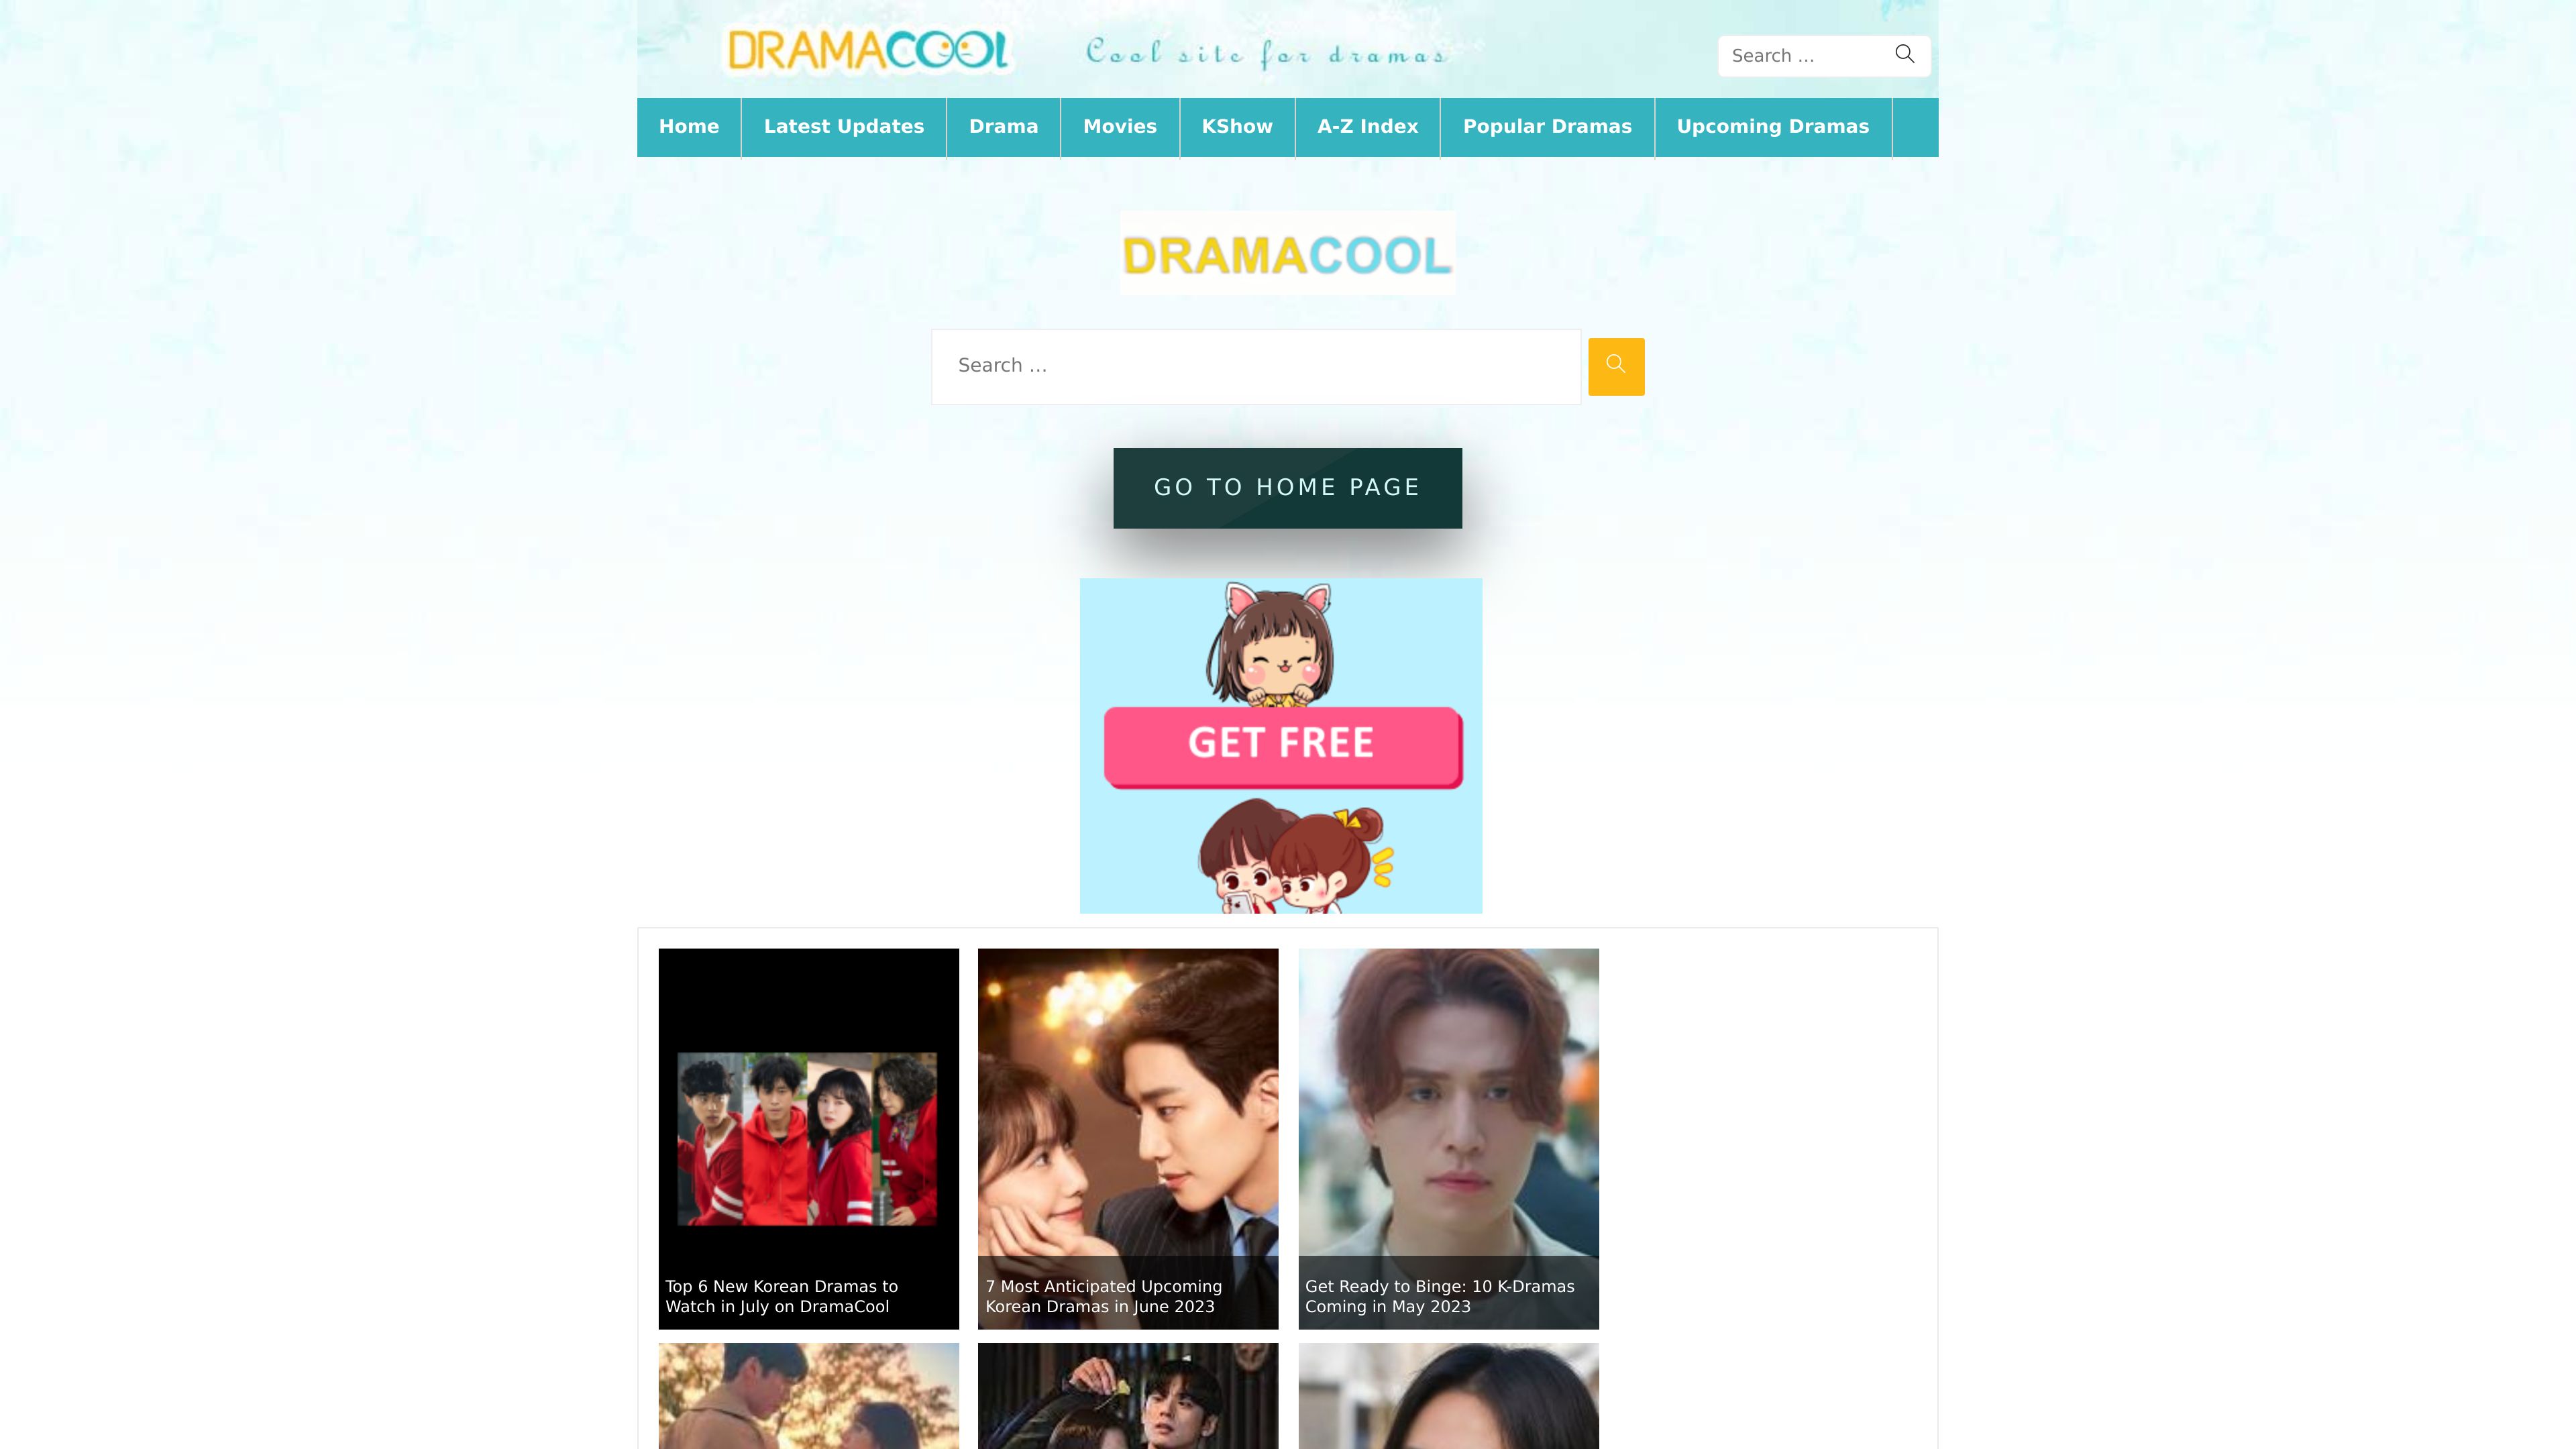 DRAMACOOL
Cool site for dramas
Search ...
Home
Latest Updates
Drama
Movies
KShow
A-Z Index
Popular Dramas
Upcoming Dramas
DRAMACOOL
Search ...
GO TO HOME PAGE
GET FREE
Top 6 New Korean Dramas to
Watch in July on DramaCool
7 Most Anticipated Upcoming
Korean Dramas in June 2023
Get Ready to Binge: 10 K-Dramas
Coming in May 2023